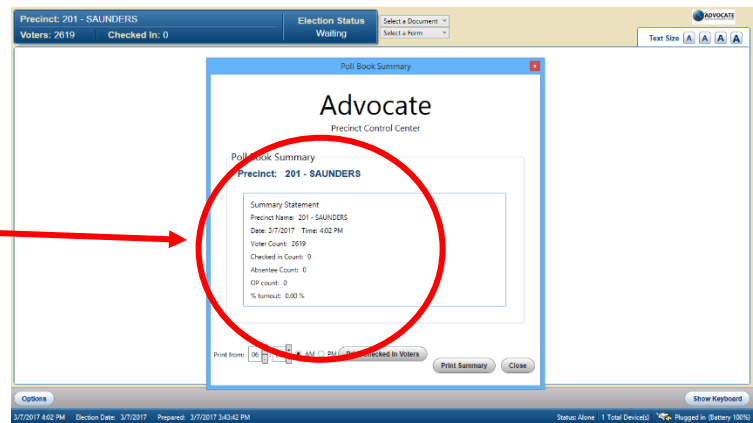 Precinct: 201 - SAUNDERS
Voters: 2619 Checked In: 0
Election Status
Waiting
Select a Document
Select a Form
ADVOCATE
Text Size A A A A
Poll Book Summary
x
Advocate
Precinct Control Center
Poll Book Summary
Precinct: 201 - SAUNDERS
Summary Statement
Precinct Name: 201 - SAUNDERS
Date: 3/7/2017 Time: 4:02 PM
Voter Count: 2619
Checked in Count: 0
Absentee Count: 0
OP count: 0
% turnout: 0.00 %
Print from: 06 : AM PM Checked In Voters
Print Summary Close
Options
Show Keyboard
3/7/2017 4:02 PM Election Date: 3/7/2017 Prepared: 3/7/2017 3:43:42 PM Status: Alone 1 Total Device(s) Plugged in (Battery 100%)